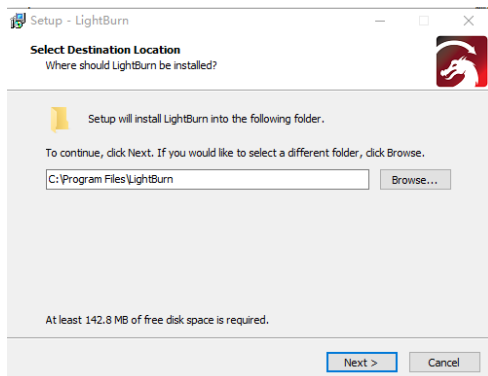 Setup - LightBurn
Select Destination Location
Where should LightBurn be installed?
Setup will install LightBurn into the following folder.
To continue, click Next. If you would like to select a different folder, click Browse.
C:\Program Files\LightBurn
Browse...
At least 142.8 MB of free disk space is required.
Next >
Cancel